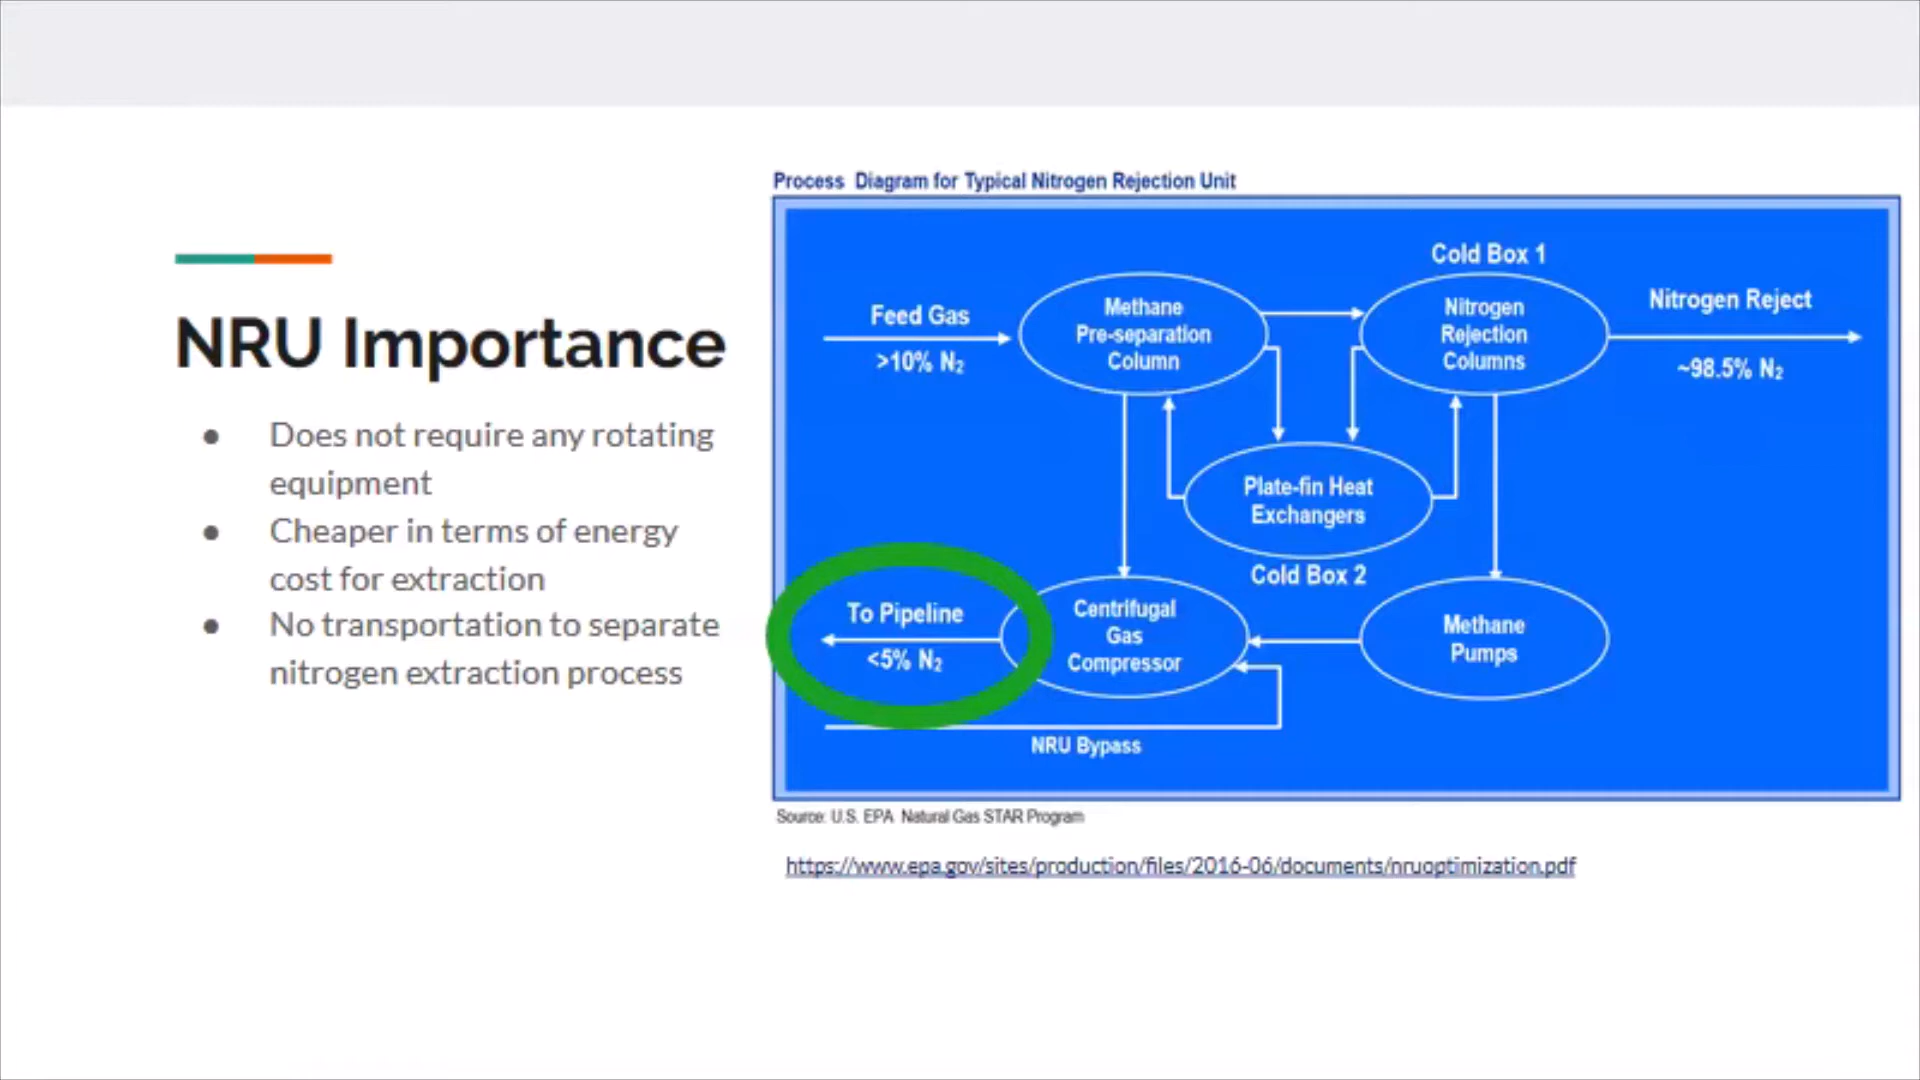 NRU Importance
● Does not require any rotating
equipment
● Cheaper in terms of energy
cost for extraction
● No transportation to separate
nitrogen extraction process
Process Diagram for Typical Nitrogen Rejection Unit
Cold Box 1
Feed Gas
>10% N₂
Methane
Pre-separation
Column
Nitrogen
Rejection
Columns
Nitrogen Reject
~98.5% N₂
Plate-fin Heat
Exchangers
Cold Box 2
To Pipeline
<5% N₂
Centrifugal
Gas
Compressor
Methane
Pumps
NRU Bypass
Source: U.S. EPA Natural Gas STAR Program
https://www.epa.gov/sites/production/files/2016-06/documents/nruoptimization.pdf